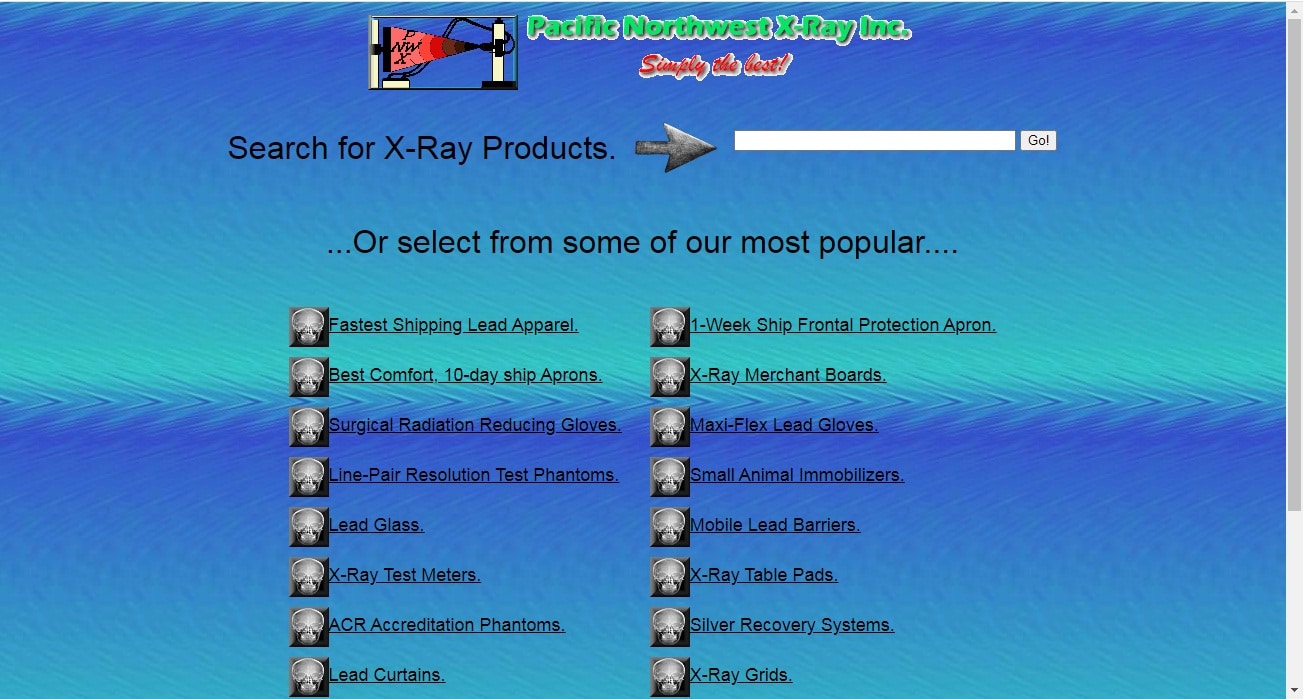 P
NW
X
Pacific Northwest X-Ray Inc.
Simply the best!
Search for X-Ray Products.
Go!
...Or select from some of our most popular....
Fastest Shipping Lead Apparel.
1-Week Ship Frontal Protection Apron.
Best Comfort, 10-day ship Aprons.
X-Ray Merchant Boards.
Surgical Radiation Reducing Gloves.
Maxi-Flex Lead Gloves.
Line-Pair Resolution Test Phantoms.
Small Animal Immobilizers.
Lead Glass.
Mobile Lead Barriers.
X-Ray Test Meters.
X-Ray Table Pads.
ACR Accreditation Phantoms.
Silver Recovery Systems.
Lead Curtains.
X-Ray Grids.